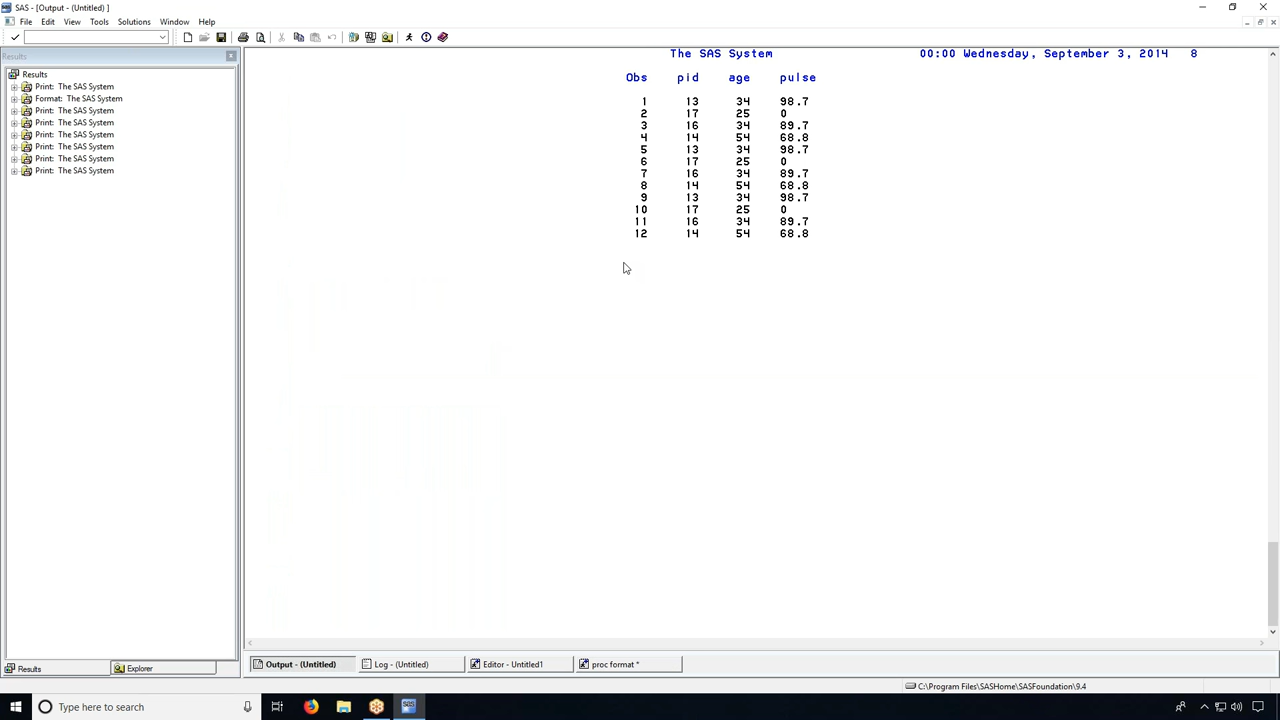 SAS - [Output - (Untitled) ]
File Edit View Tools Solutions Window Help
Results
The SAS System 00:00 Wednesday, September 3, 2014 8
Results
Print: The SAS System
Format: The SAS System
Print: The SAS System
Print: The SAS System
Print: The SAS System
Print: The SAS System
Print: The SAS System
Print: The SAS System
Obs pid age pulse
1 13 34 98.7
2 17 25 0
3 16 34 89.7
4 14 54 68.8
5 13 34 98.7
6 17 25 0
7 16 34 89.7
8 14 54 68.8
9 13 34 98.7
10 17 25 0
11 16 34 89.7
12 14 54 68.8
Results Explorer
Output - (Untitled) Log - (Untitled) Editor - Untitled1 proc format *
C:\Program Files\SASHome\SASFoundation\9.4
Type here to search
SAS